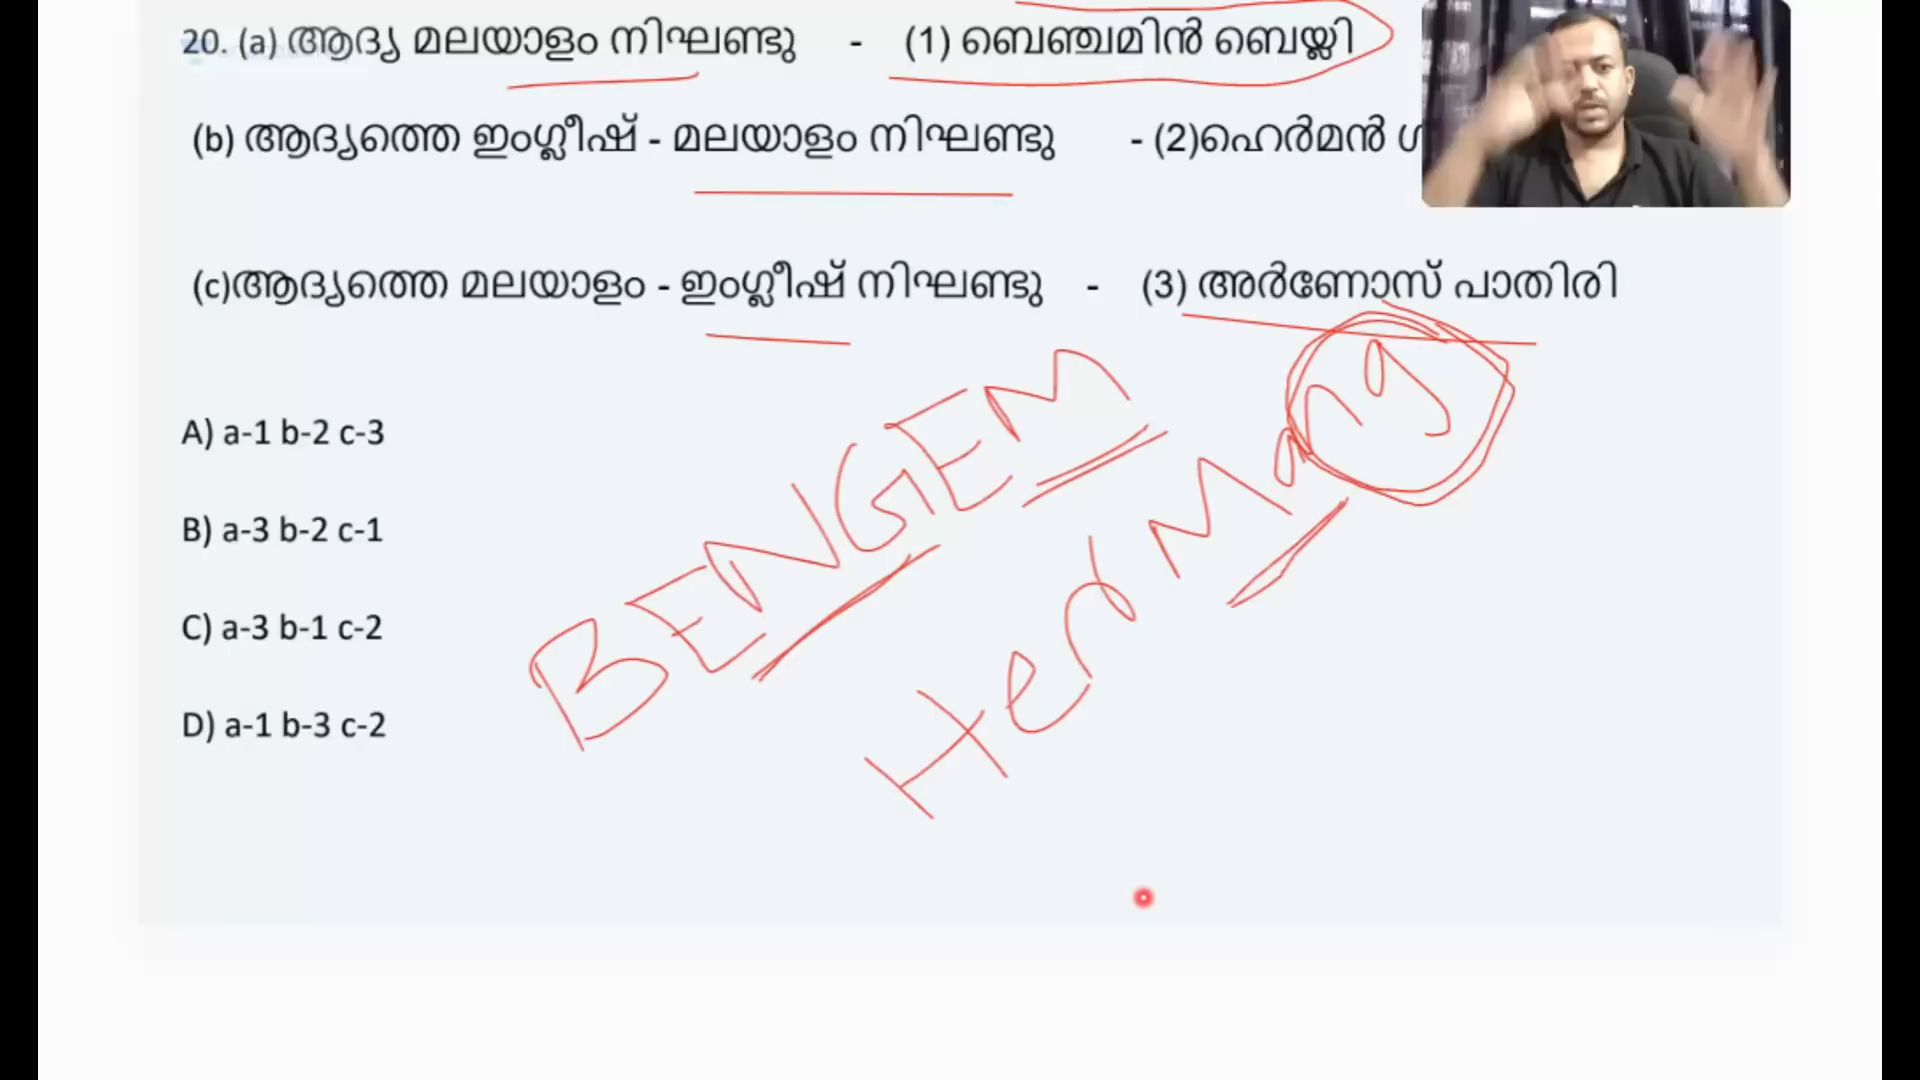 20. (a) ആദ്യ മലയാളം നിഘണ്ടു - (1) ബെഞ്ചമിൻ ബെയ്ലി
(b) ആദ്യത്തെ ഇംഗ്ലീഷ് - മലയാളം നിഘണ്ടു - (2)ഹെർമൻ ഗ
(c)ആദ്യത്തെ മലയാളം - ഇംഗ്ലീഷ് നിഘണ്ടു - (3) അർണോസ് പാതിരി
A) a-1 b-2 c-3
B) a-3 b-2 c-1
C) a-3 b-1 c-2
D) a-1 b-3 c-2
BENGEM
HerMang